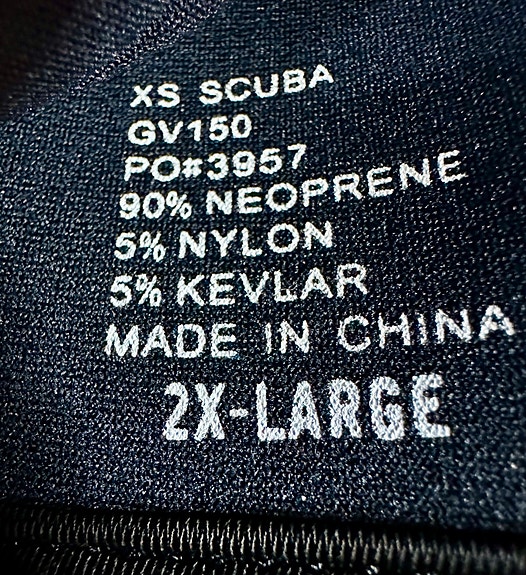 XS SCUBA
GV150
PO#3957
90% NEOPRENE
5% NYLON
5% KEVLAR
MADE IN CHINA
2X-LARGE